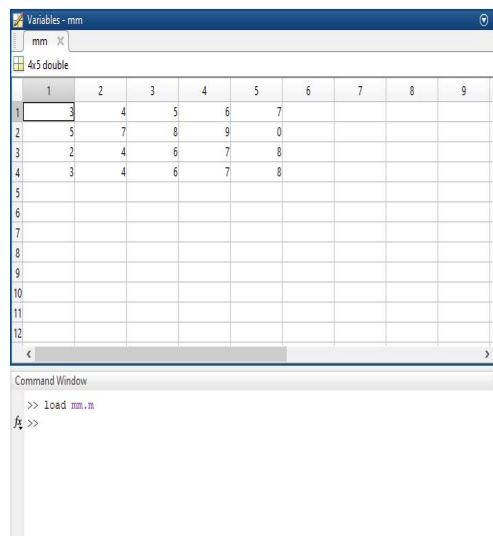 Variables - mm
mm
4x5 double
1 2 3 4 5 6 7 8 9
1 3 4 5 6 7
2 5 7 8 9 0
3 2 4 6 7 8
4 3 4 6 7 8
5
6
7
8
9
10
11
12
Command Window
>> load mm.m
fx >>